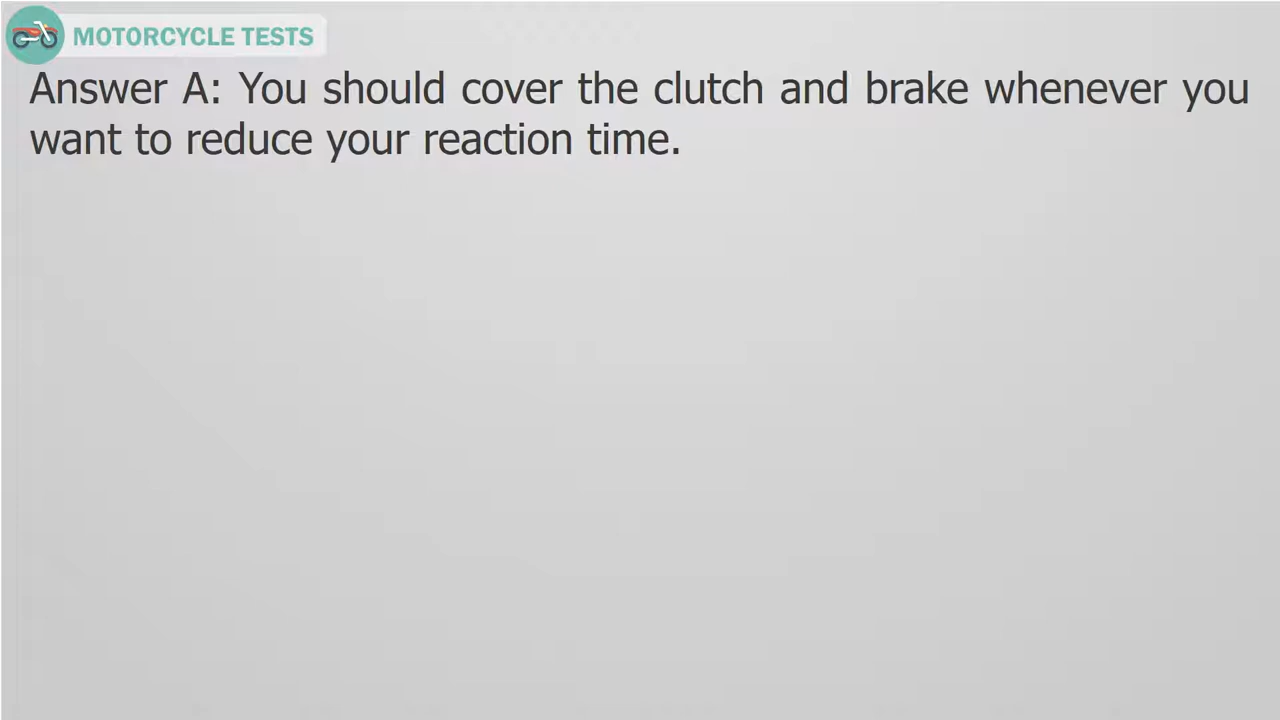 MOTORCYCLE TESTS
Answer A: You should cover the clutch and brake whenever you
want to reduce your reaction time.